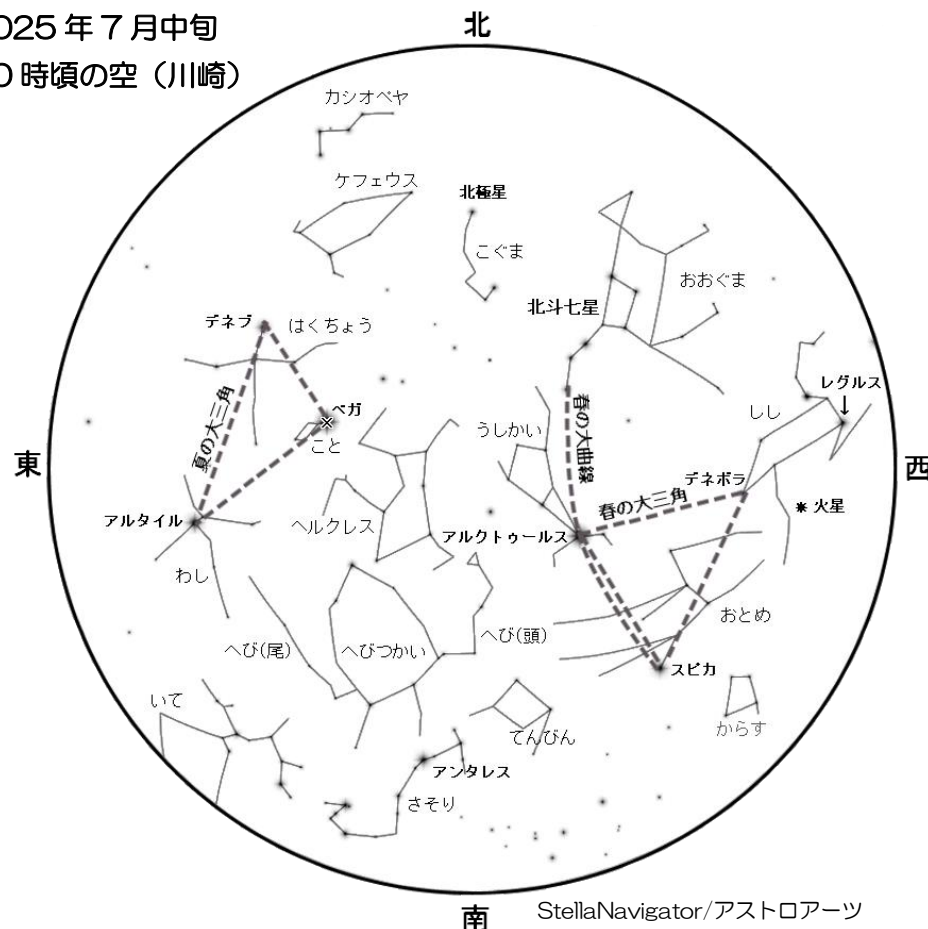 025年7月中旬
0時頃の空（川崎）
北
カシオペヤ
ケフェウス
北極星
こぐま
おおぐま
北斗七星
デネブ
はくちょう
レグルス
ベガ
しし
春の大曲線
うしかい
夏の大三角
こと
東
西
デネボラ
春の大三角
火星
アルタイル
ヘルクレス
アルクトゥールス
わし
おとめ
へび(頭)
へび(尾)
へびつかい
スピカ
いて
からす
てんびん
アンタレス
さそり
南
StellaNavigator/アストロアーツ